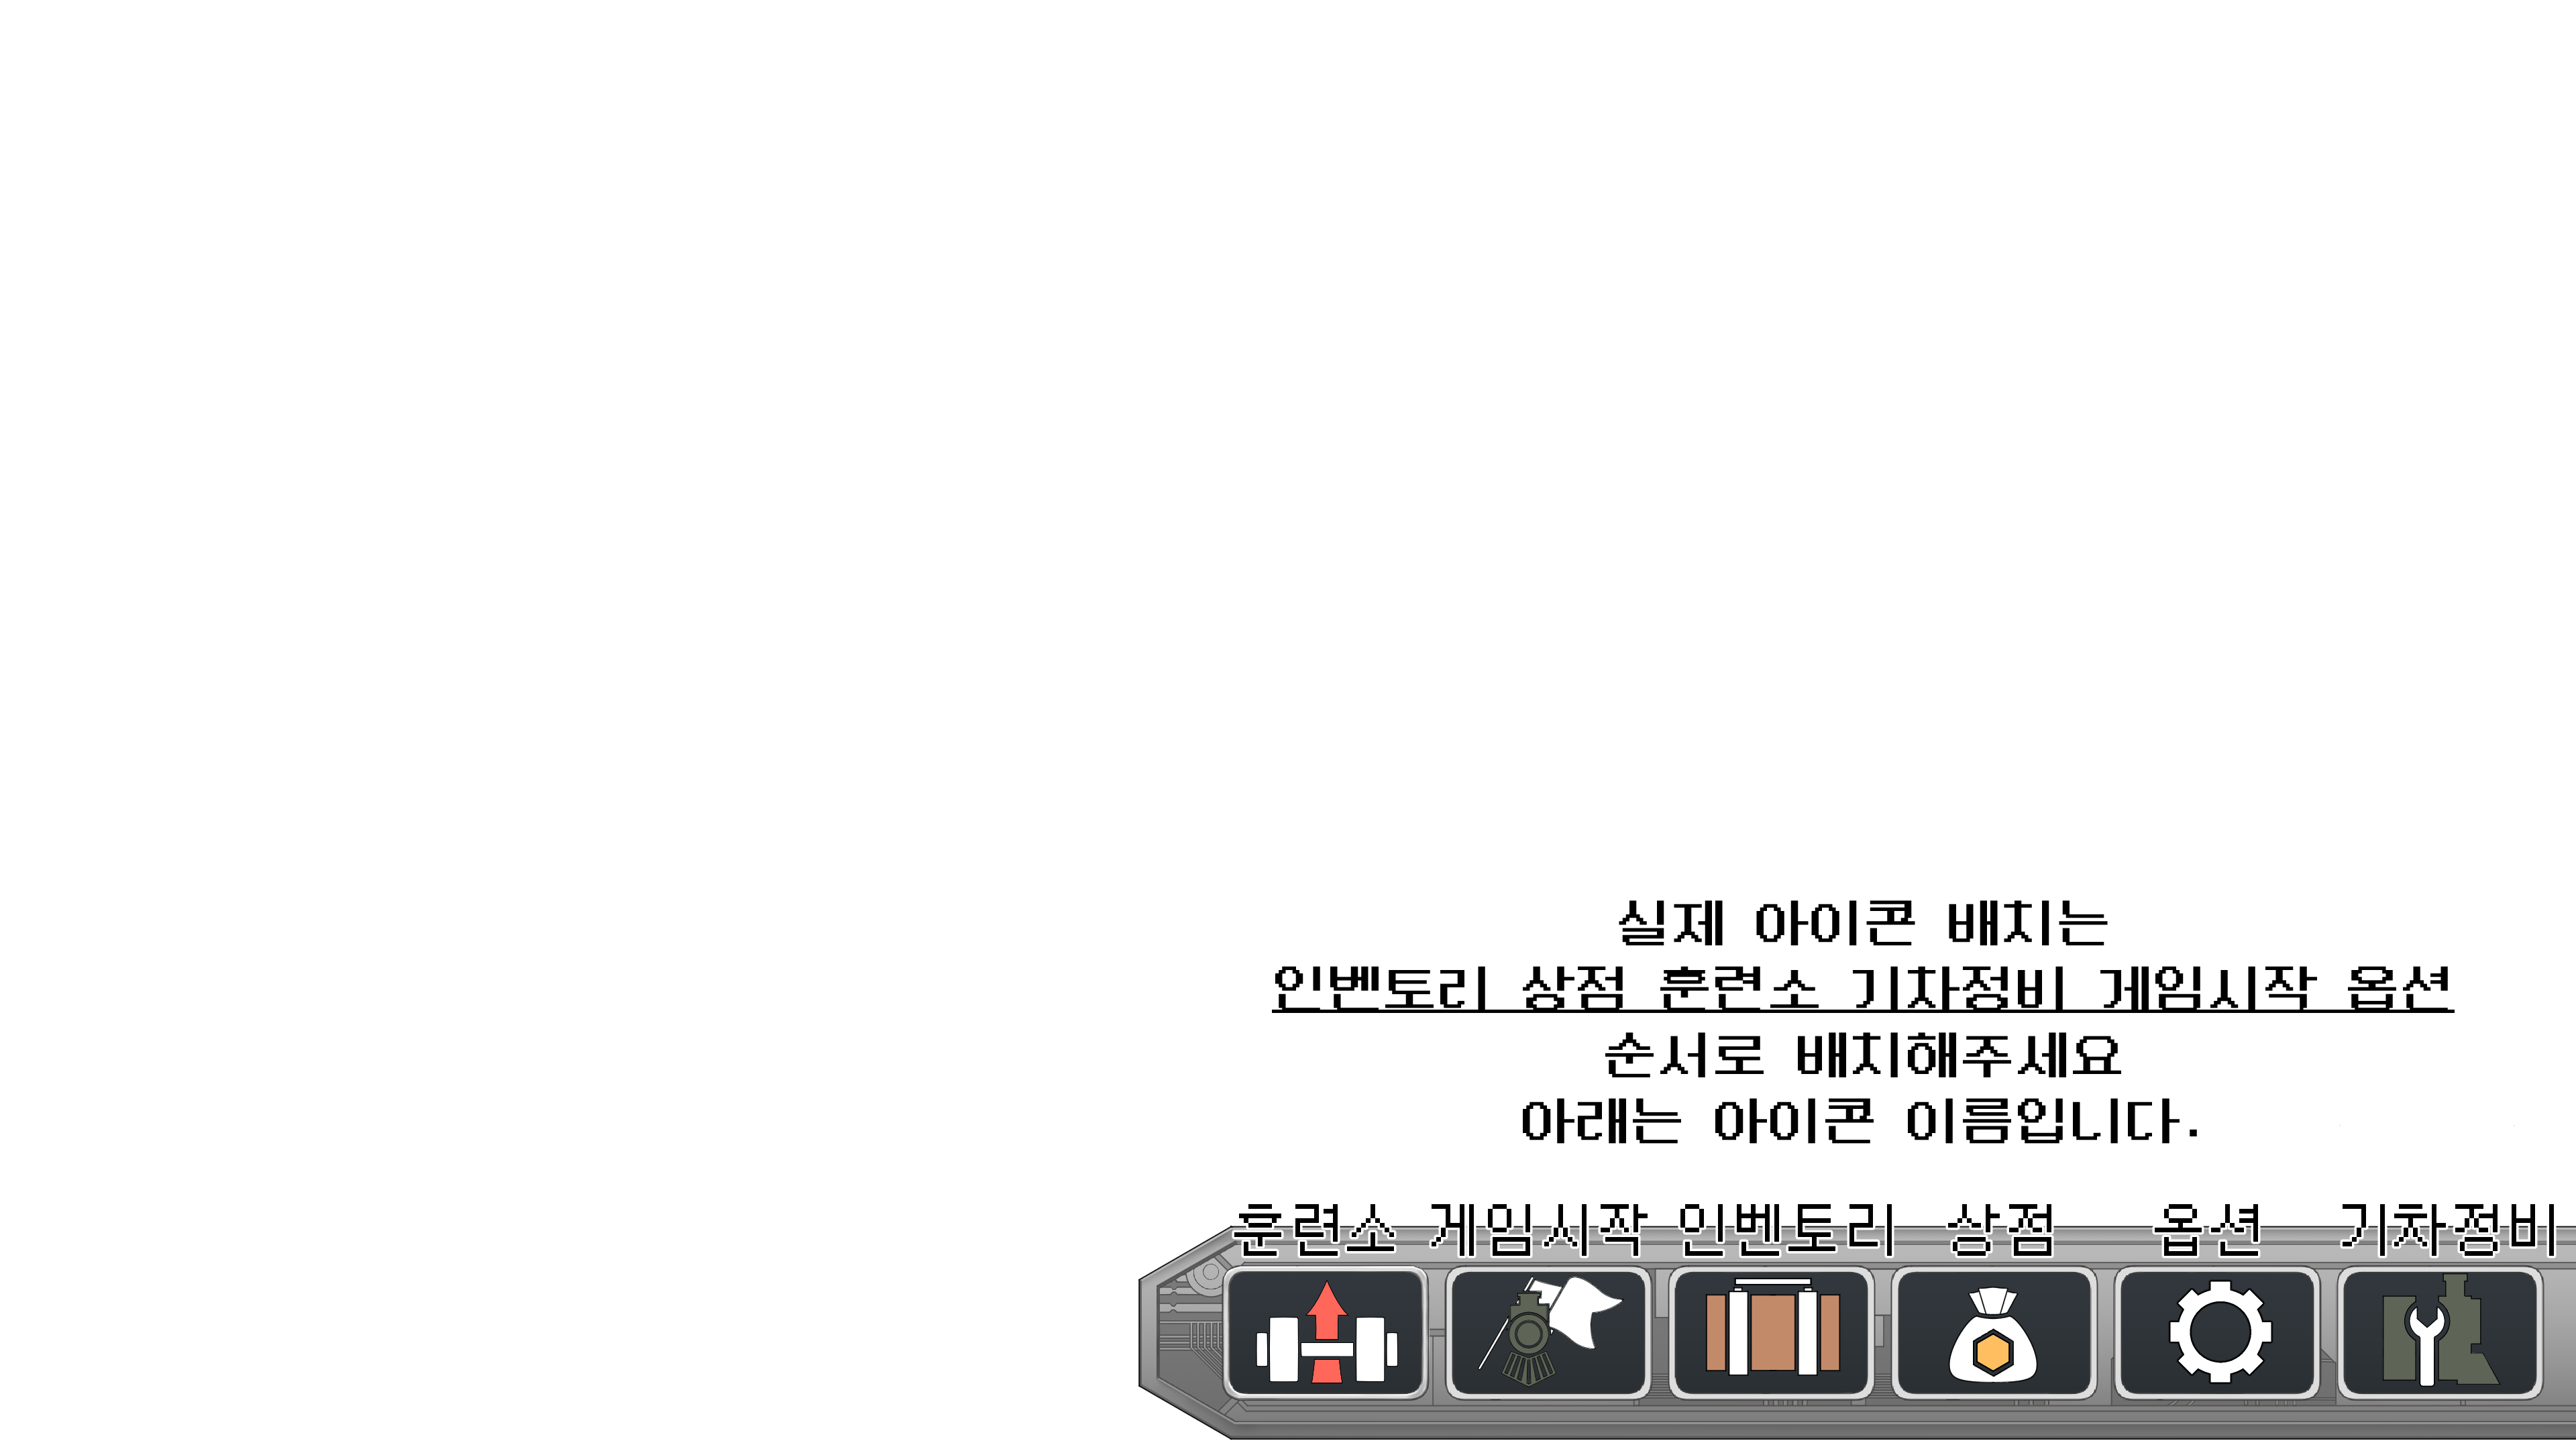 실제 아이콘 배치는
인벤토리 상점 훈련소 기차정비 게임시작 옵션
순서로 배치해주세요
아래는 아이콘 이름입니다.
훈련소 게임시작 인벤토리 상점 옵션 기차정비